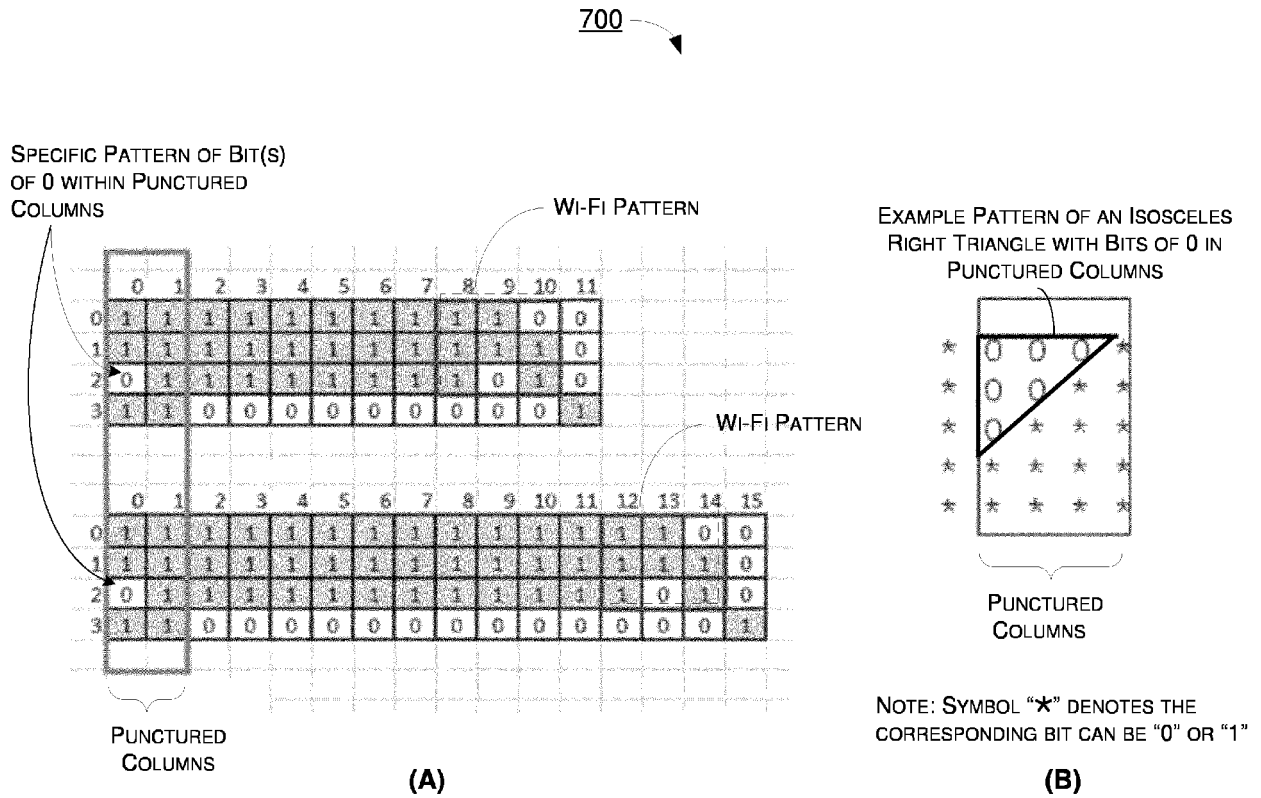 700
SPECIFIC PATTERN OF BIT(S)
OF 0 WITHIN PUNCTURED
COLUMNS
WI-FI PATTERN
0 1 2 3 4 5 6 7 8 9 10 11
0 1 1 1 1 1 1 1 1 1 1 0 0
1 1 1 1 1 1 1 1 1 1 1 1 0
2 0 1 1 1 1 1 1 1 1 0 1 0
3 1 1 0 0 0 0 0 0 0 0 0 1
WI-FI PATTERN
0 1 2 3 4 5 6 7 8 9 10 11 12 13 14 15
0 1 1 1 1 1 1 1 1 1 1 1 1 1 1 0 0
1 1 1 1 1 1 1 1 1 1 1 1 1 1 1 1 0
2 0 1 1 1 1 1 1 1 1 1 1 1 1 0 1 0
3 1 1 0 0 0 0 0 0 0 0 0 0 0 0 0 1
PUNCTURED
COLUMNS
(A)
EXAMPLE PATTERN OF AN ISOSCELES
RIGHT TRIANGLE WITH BITS OF 0 IN
PUNCTURED COLUMNS
* 0 0 0 *
* 0 0 * *
* 0 * * *
* * * * *
* * * * *
PUNCTURED
COLUMNS
NOTE: SYMBOL “*” DENOTES THE
CORRESPONDING BIT CAN BE “0” OR “1”
(B)